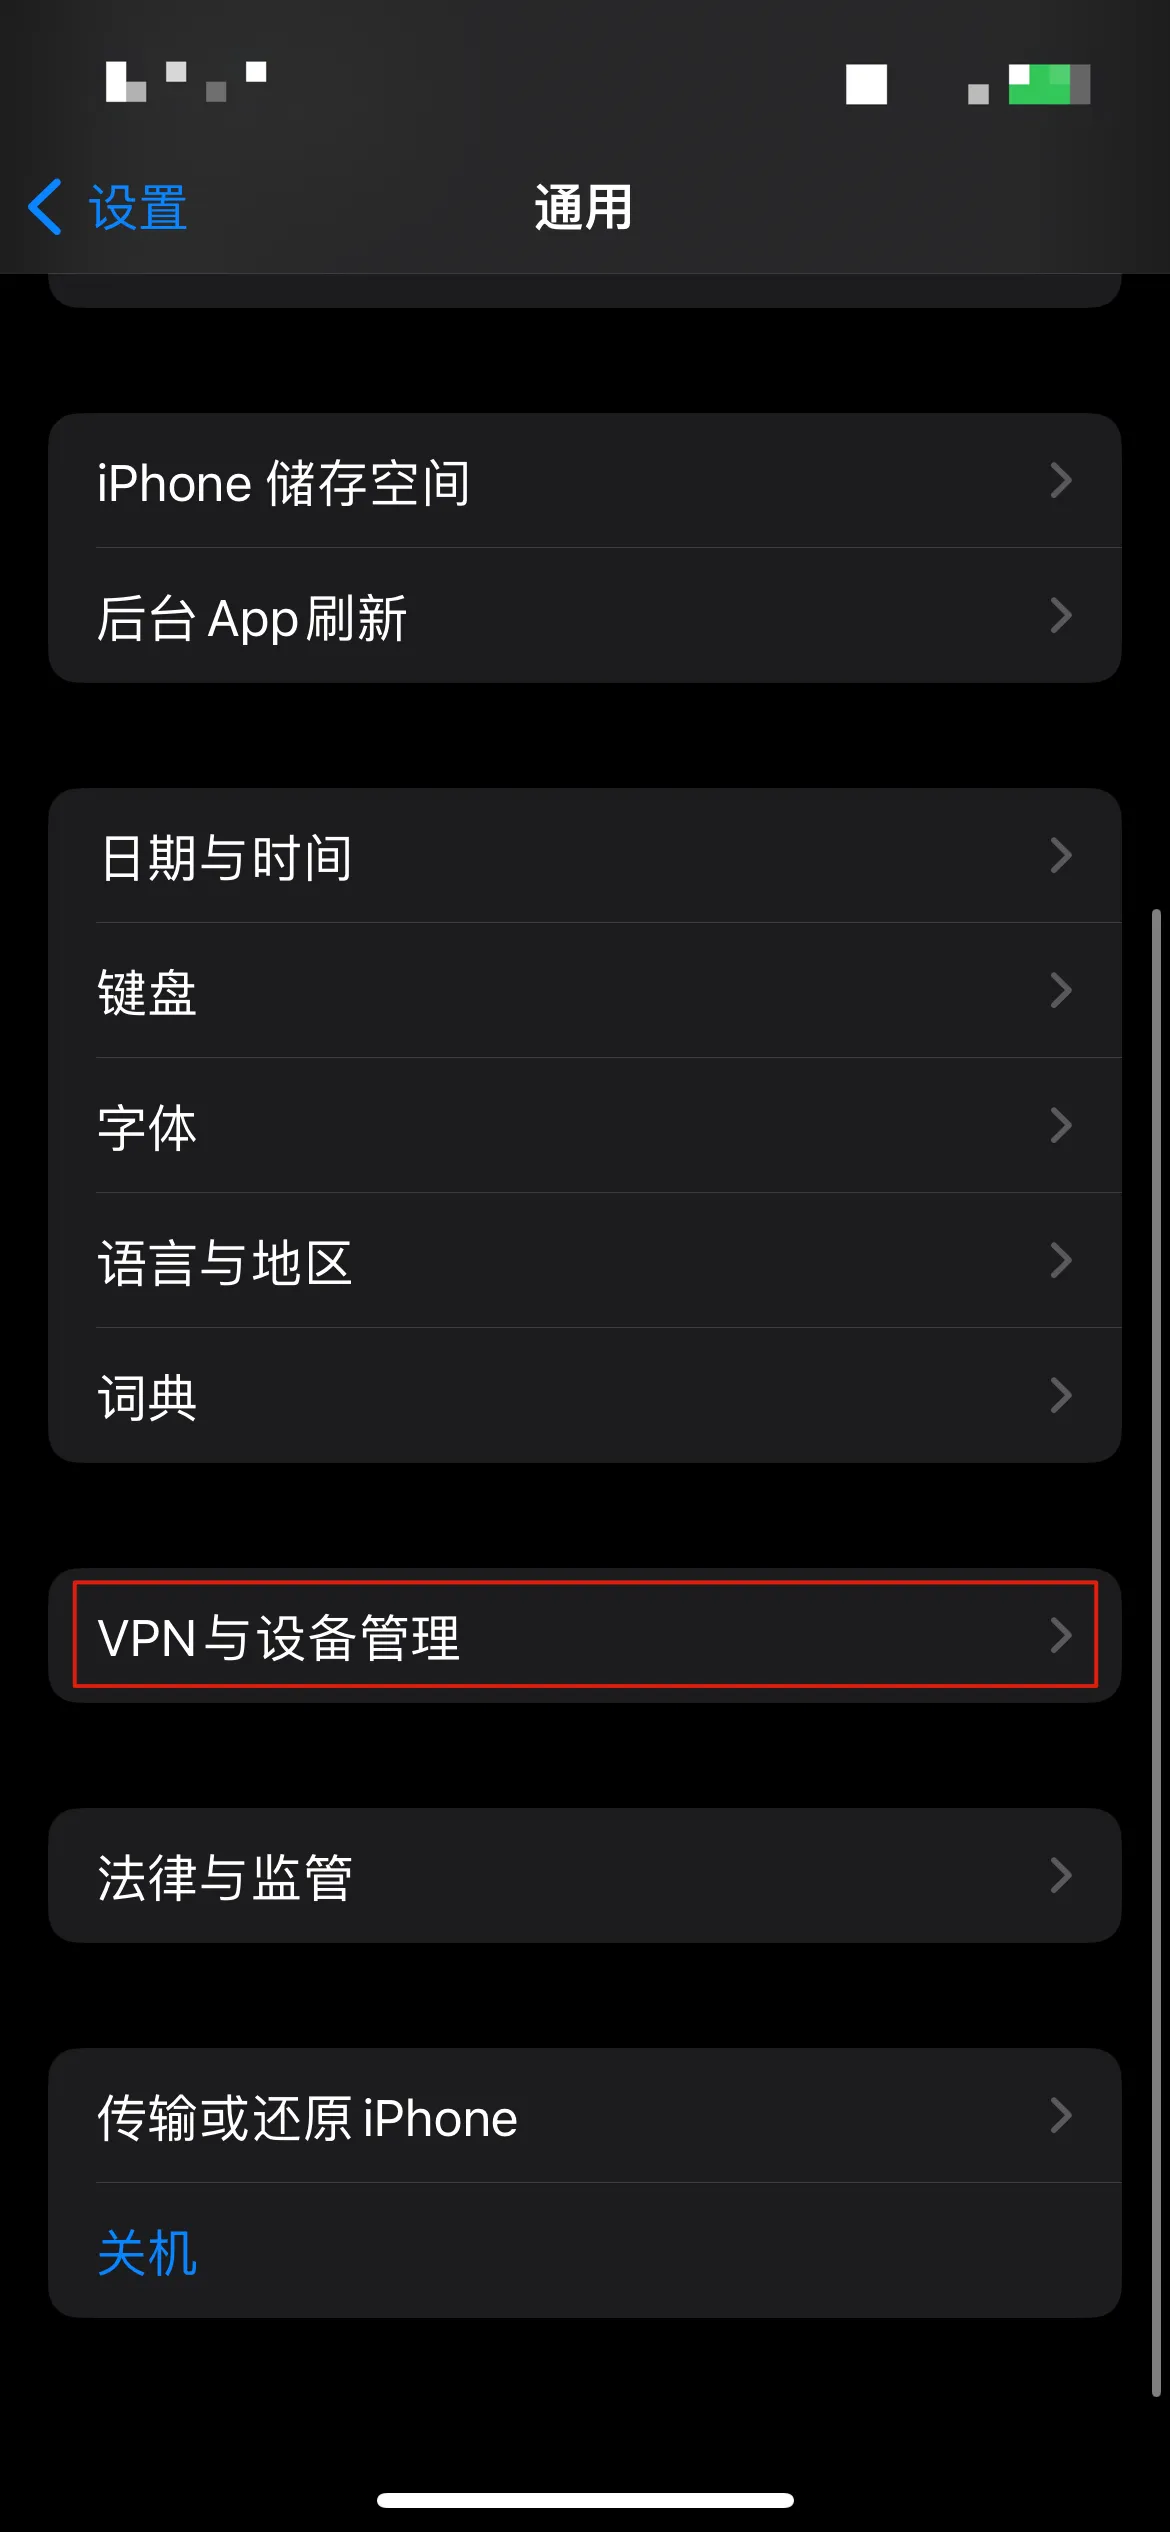 设置
通用
iPhone 储存空间
后台 App 刷新
日期与时间
键盘
字体
语言与地区
词典
VPN与设备管理
法律与监管
传输或还原 iPhone
关机